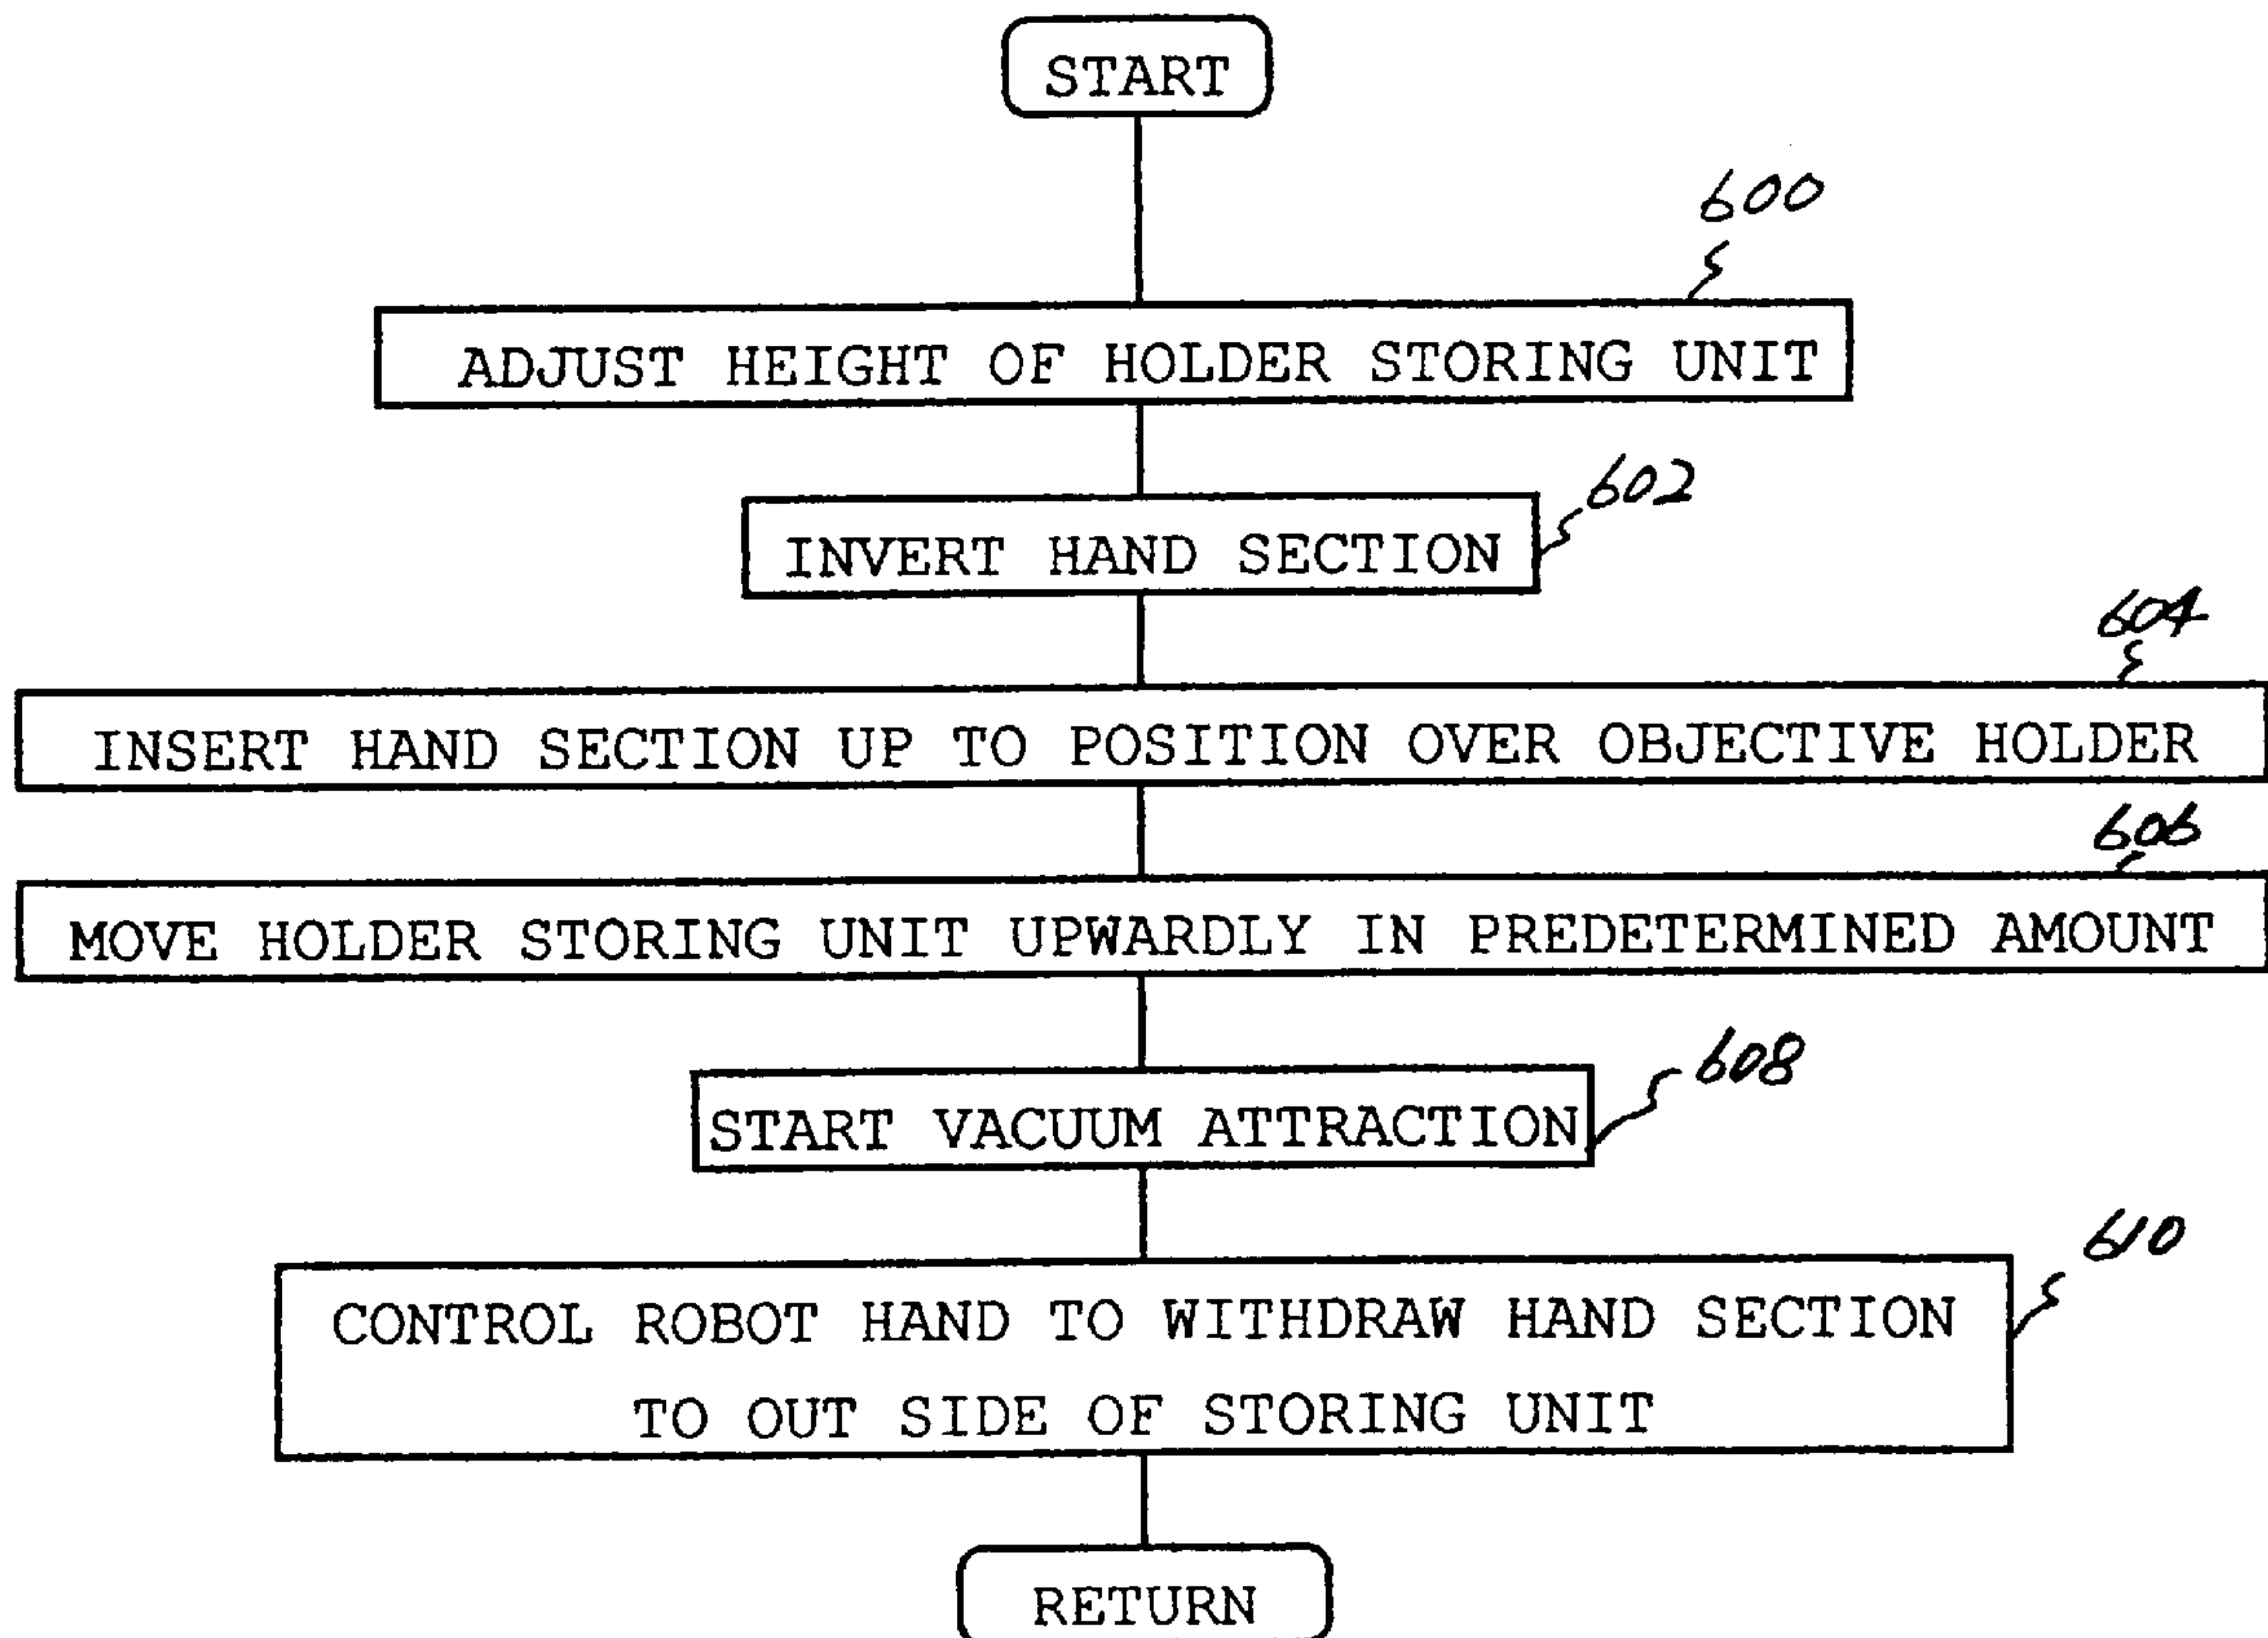 START
600
ADJUST HEIGHT OF HOLDER STORING UNIT
602
INVERT HAND SECTION
604
INSERT HAND SECTION UP TO POSITION OVER OBJECTIVE HOLDER
606
MOVE HOLDER STORING UNIT UPWARDLY IN PREDETERMINED AMOUNT
608
START VACUUM ATTRACTION
610
CONTROL ROBOT HAND TO WITHDRAW HAND SECTION
TO OUT SIDE OF STORING UNIT
RETURN